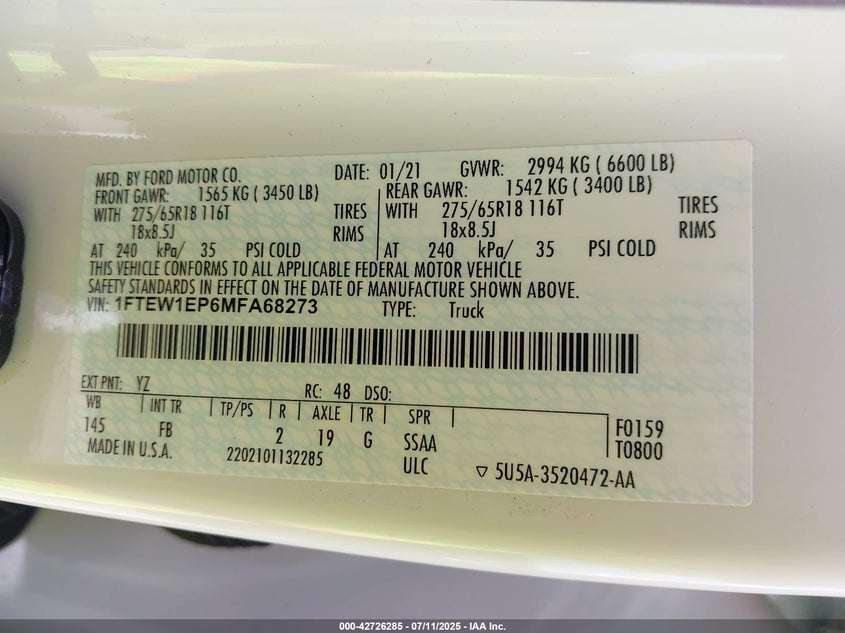 MFD. BY FORD MOTOR CO. DATE: 01/21 GVWR: 2994 KG ( 6600 LB)
FRONT GAWR: 1565 KG ( 3450 LB) REAR GAWR: 1542 KG ( 3400 LB)
WITH 275/65R18 116T TIRES WITH 275/65R18 116T TIRES
18x8.5J RIMS 18x8.5J RIMS
AT 240 kPa/ 35 PSI COLD AT 240 kPa/ 35 PSI COLD
THIS VEHICLE CONFORMS TO ALL APPLICABLE FEDERAL MOTOR VEHICLE
SAFETY STANDARDS IN EFFECT ON THE DATE OF MANUFACTURE SHOWN ABOVE.
VIN: 1FTEW1EP6MFA68273 TYPE: Truck
EXT PNT: YZ RC: 48 DSO:
WB INT TR TP/PS R AXLE TR SPR
145 FB 2 19 G SSAA F0159
MADE IN U.S.A. 2202101132285 ULC T0800
▽ 5U5A-3520472-AA
000-42726285 - 07/11/2025 - IAA Inc.